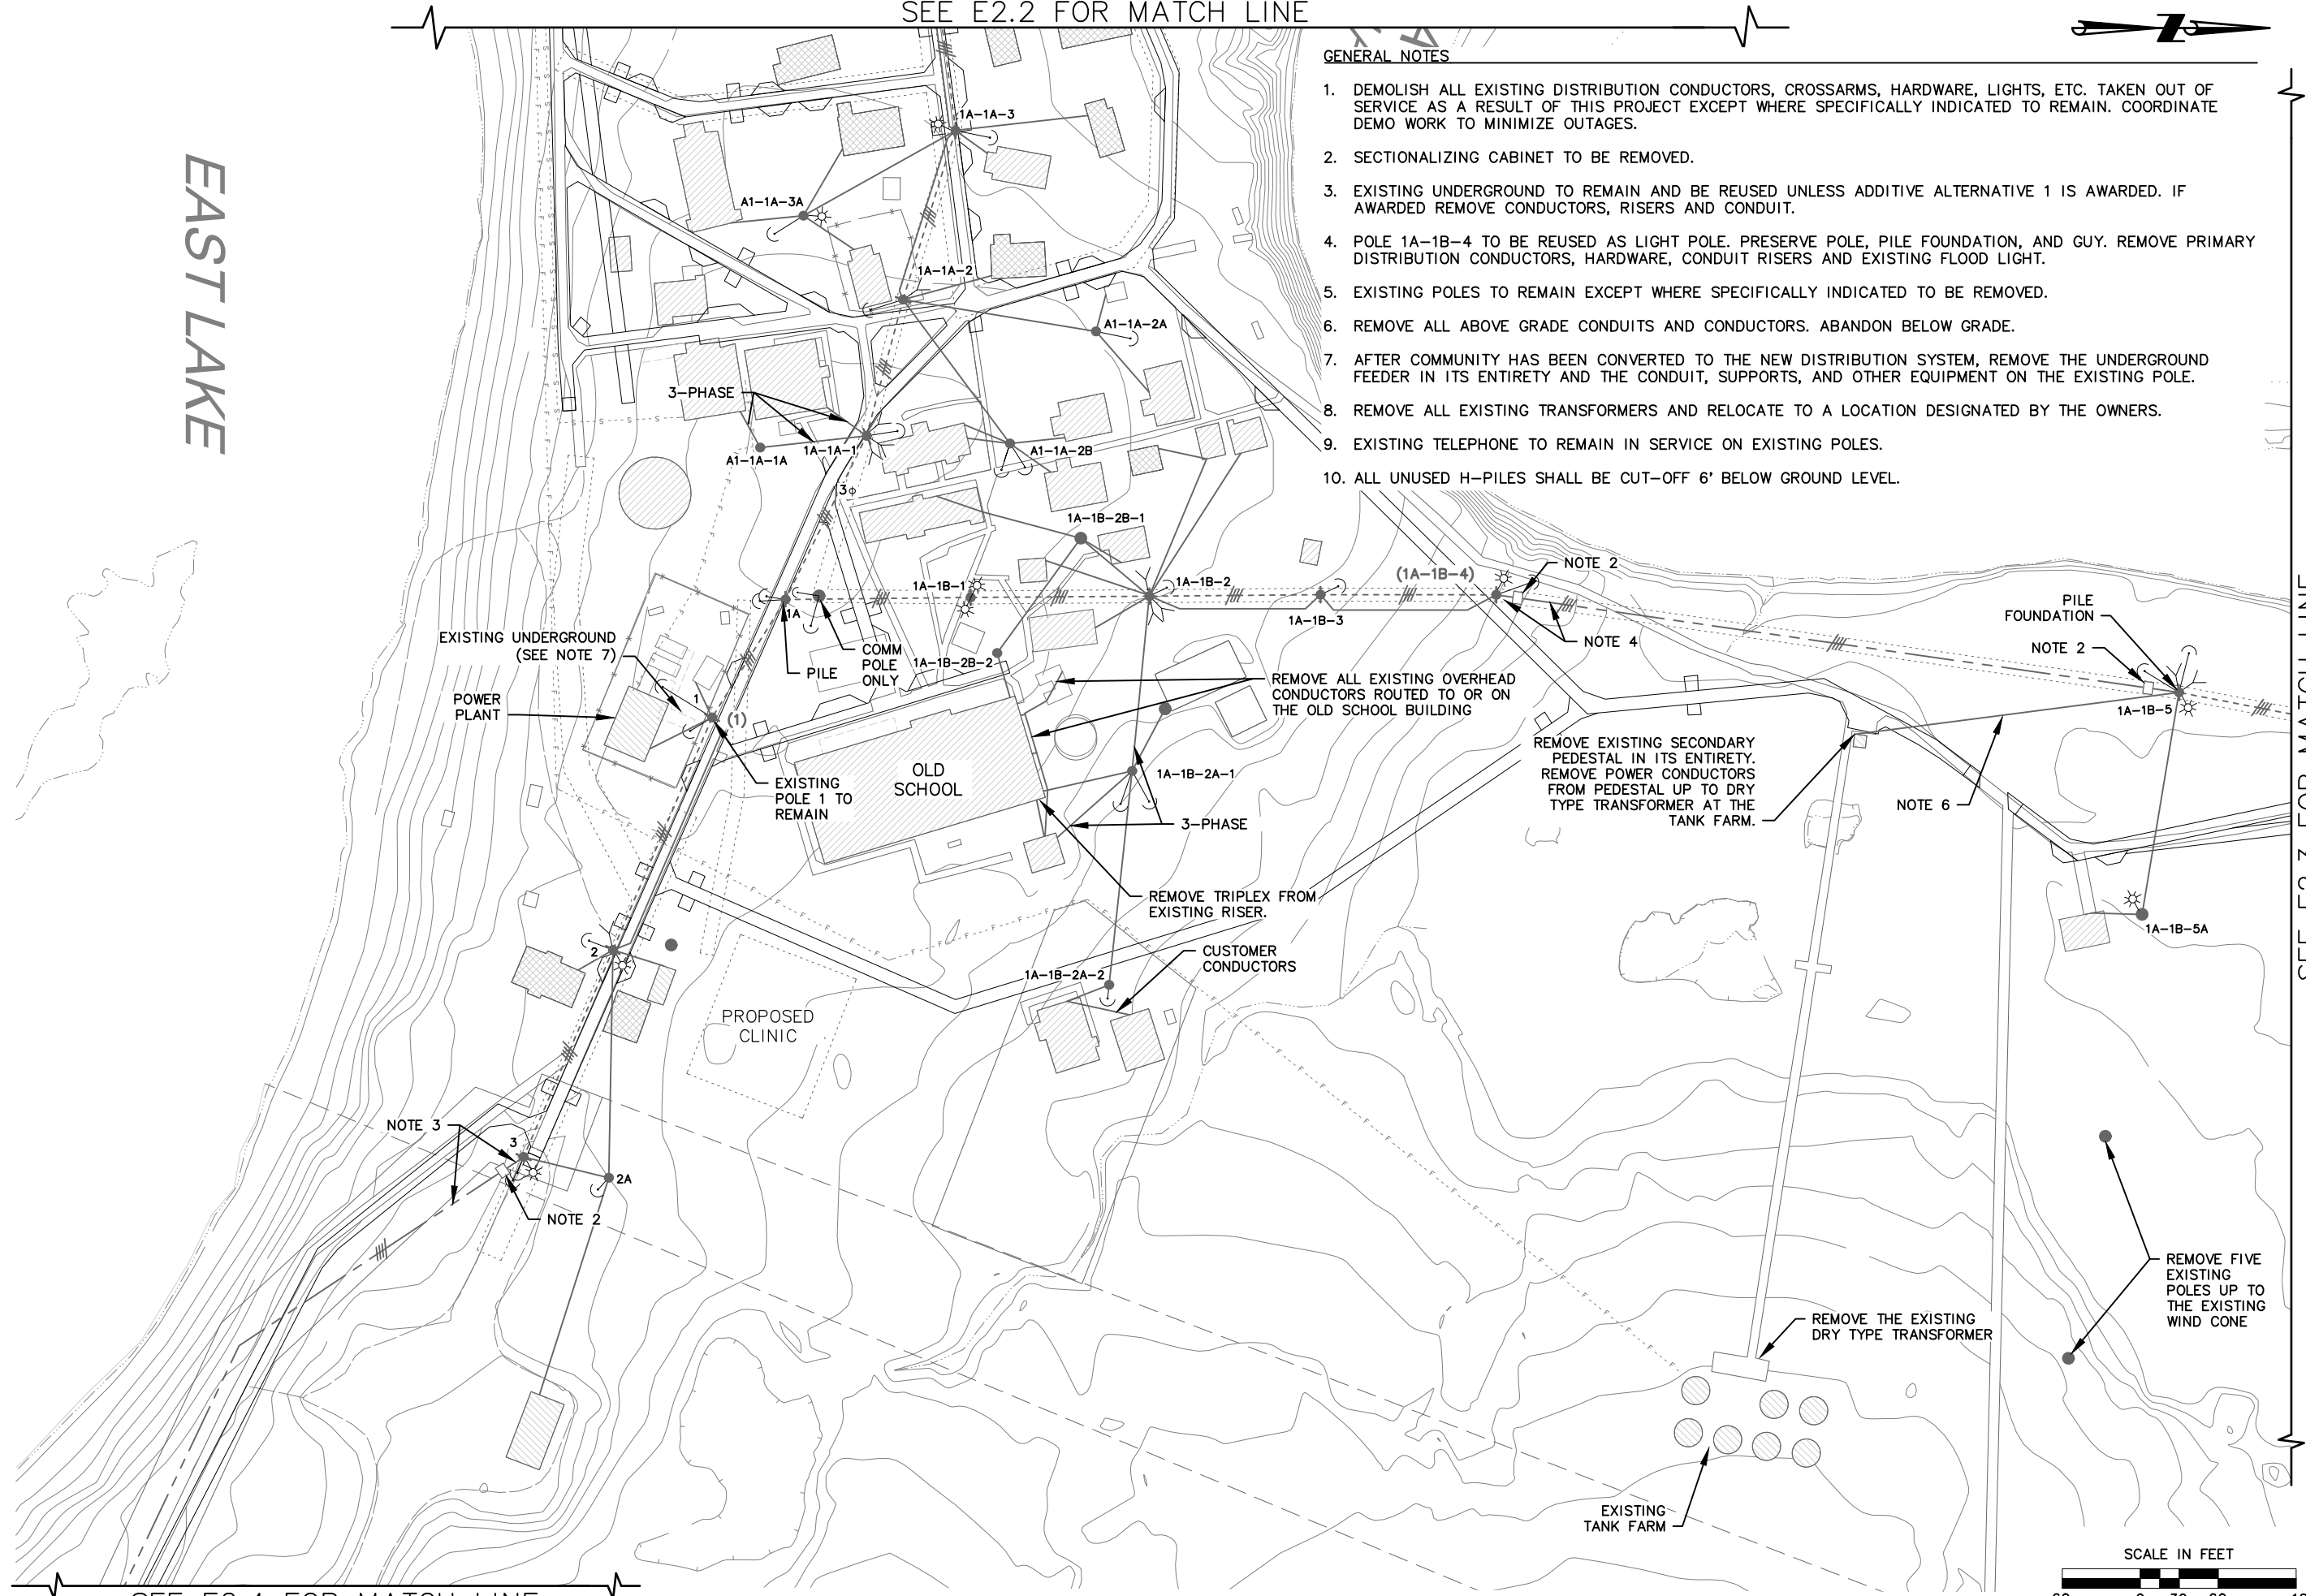 SEE E2.2 FOR MATCH LINE
GENERAL NOTES
1. DEMOLISH ALL EXISTING DISTRIBUTION CONDUCTORS, CROSSARMS, HARDWARE, LIGHTS, ETC. TAKEN OUT OF
SERVICE AS A RESULT OF THIS PROJECT EXCEPT WHERE SPECIFICALLY INDICATED TO REMAIN. COORDINATE
DEMO WORK TO MINIMIZE OUTAGES.
2. SECTIONALIZING CABINET TO BE REMOVED.
3. EXISTING UNDERGROUND TO REMAIN AND BE REUSED UNLESS ADDITIVE ALTERNATIVE 1 IS AWARDED. IF
AWARDED REMOVE CONDUCTORS, RISERS AND CONDUIT.
4. POLE 1A-1B-4 TO BE REUSED AS LIGHT POLE. PRESERVE POLE, PILE FOUNDATION, AND GUY. REMOVE PRIMARY
DISTRIBUTION CONDUCTORS, HARDWARE, CONDUIT RISERS AND EXISTING FLOOD LIGHT.
5. EXISTING POLES TO REMAIN EXCEPT WHERE SPECIFICALLY INDICATED TO BE REMOVED.
6. REMOVE ALL ABOVE GRADE CONDUITS AND CONDUCTORS. ABANDON BELOW GRADE.
7. AFTER COMMUNITY HAS BEEN CONVERTED TO THE NEW DISTRIBUTION SYSTEM, REMOVE THE UNDERGROUND
FEEDER IN ITS ENTIRETY AND THE CONDUIT, SUPPORTS, AND OTHER EQUIPMENT ON THE EXISTING POLE.
8. REMOVE ALL EXISTING TRANSFORMERS AND RELOCATE TO A LOCATION DESIGNATED BY THE OWNERS.
9. EXISTING TELEPHONE TO REMAIN IN SERVICE ON EXISTING POLES.
10. ALL UNUSED H-PILES SHALL BE CUT-OFF 6' BELOW GROUND LEVEL.
EAST LAKE
1A-1A-3
A1-1A-3A
1A-1A-2
A1-1A-2A
3-PHASE
1A-1A-1
A1-1A-1A
A1-1A-2B
3ϕ
1A-1B-2B-1
1A-1B-1
1A-1B-2
(1A-1B-4)
NOTE 2
1A
1A-1B-3
PILE
FOUNDATION
NOTE 2
NOTE 4
EXISTING UNDERGROUND
(SEE NOTE 7)
COMM
POLE
ONLY
PILE
1A-1B-2B-2
REMOVE ALL EXISTING OVERHEAD
CONDUCTORS ROUTED TO OR ON
THE OLD SCHOOL BUILDING
POWER
PLANT
1
(1)
1A-1B-5
EXISTING
POLE 1 TO
REMAIN
OLD
SCHOOL
1A-1B-2A-1
REMOVE EXISTING SECONDARY
PEDESTAL IN ITS ENTIRETY.
REMOVE POWER CONDUCTORS
FROM PEDESTAL UP TO DRY
TYPE TRANSFORMER AT THE
TANK FARM.
NOTE 6
3-PHASE
REMOVE TRIPLEX FROM
EXISTING RISER.
1A-1B-5A
2
CUSTOMER
CONDUCTORS
1A-1B-2A-2
PROPOSED
CLINIC
NOTE 3
3
2A
NOTE 2
REMOVE FIVE
EXISTING
POLES UP TO
THE EXISTING
WIND CONE
REMOVE THE EXISTING
DRY TYPE TRANSFORMER
EXISTING
TANK FARM
SCALE IN FEET